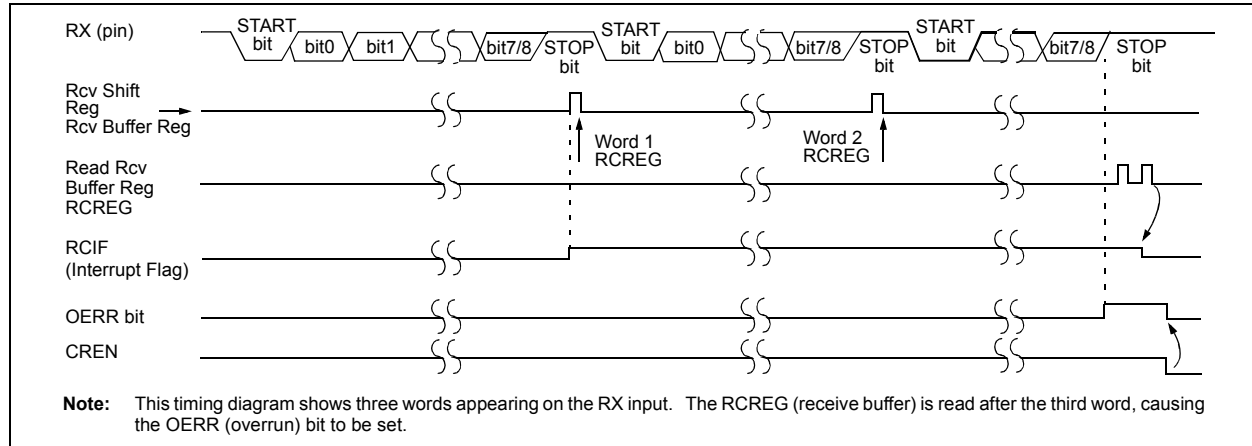 RX (pin)
START
bit
bit0
bit1
bit7/8
STOP
bit
START
bit
bit0
bit7/8
STOP
bit
START
bit
bit7/8
STOP
bit
Rcv Shift
Reg
Rcv Buffer Reg
Word 1
RCREG
Word 2
RCREG
Read Rcv
Buffer Reg
RCREG
RCIF
(Interrupt Flag)
OERR bit
CREN
Note: This timing diagram shows three words appearing on the RX input. The RCREG (receive buffer) is read after the third word, causing
the OERR (overrun) bit to be set.